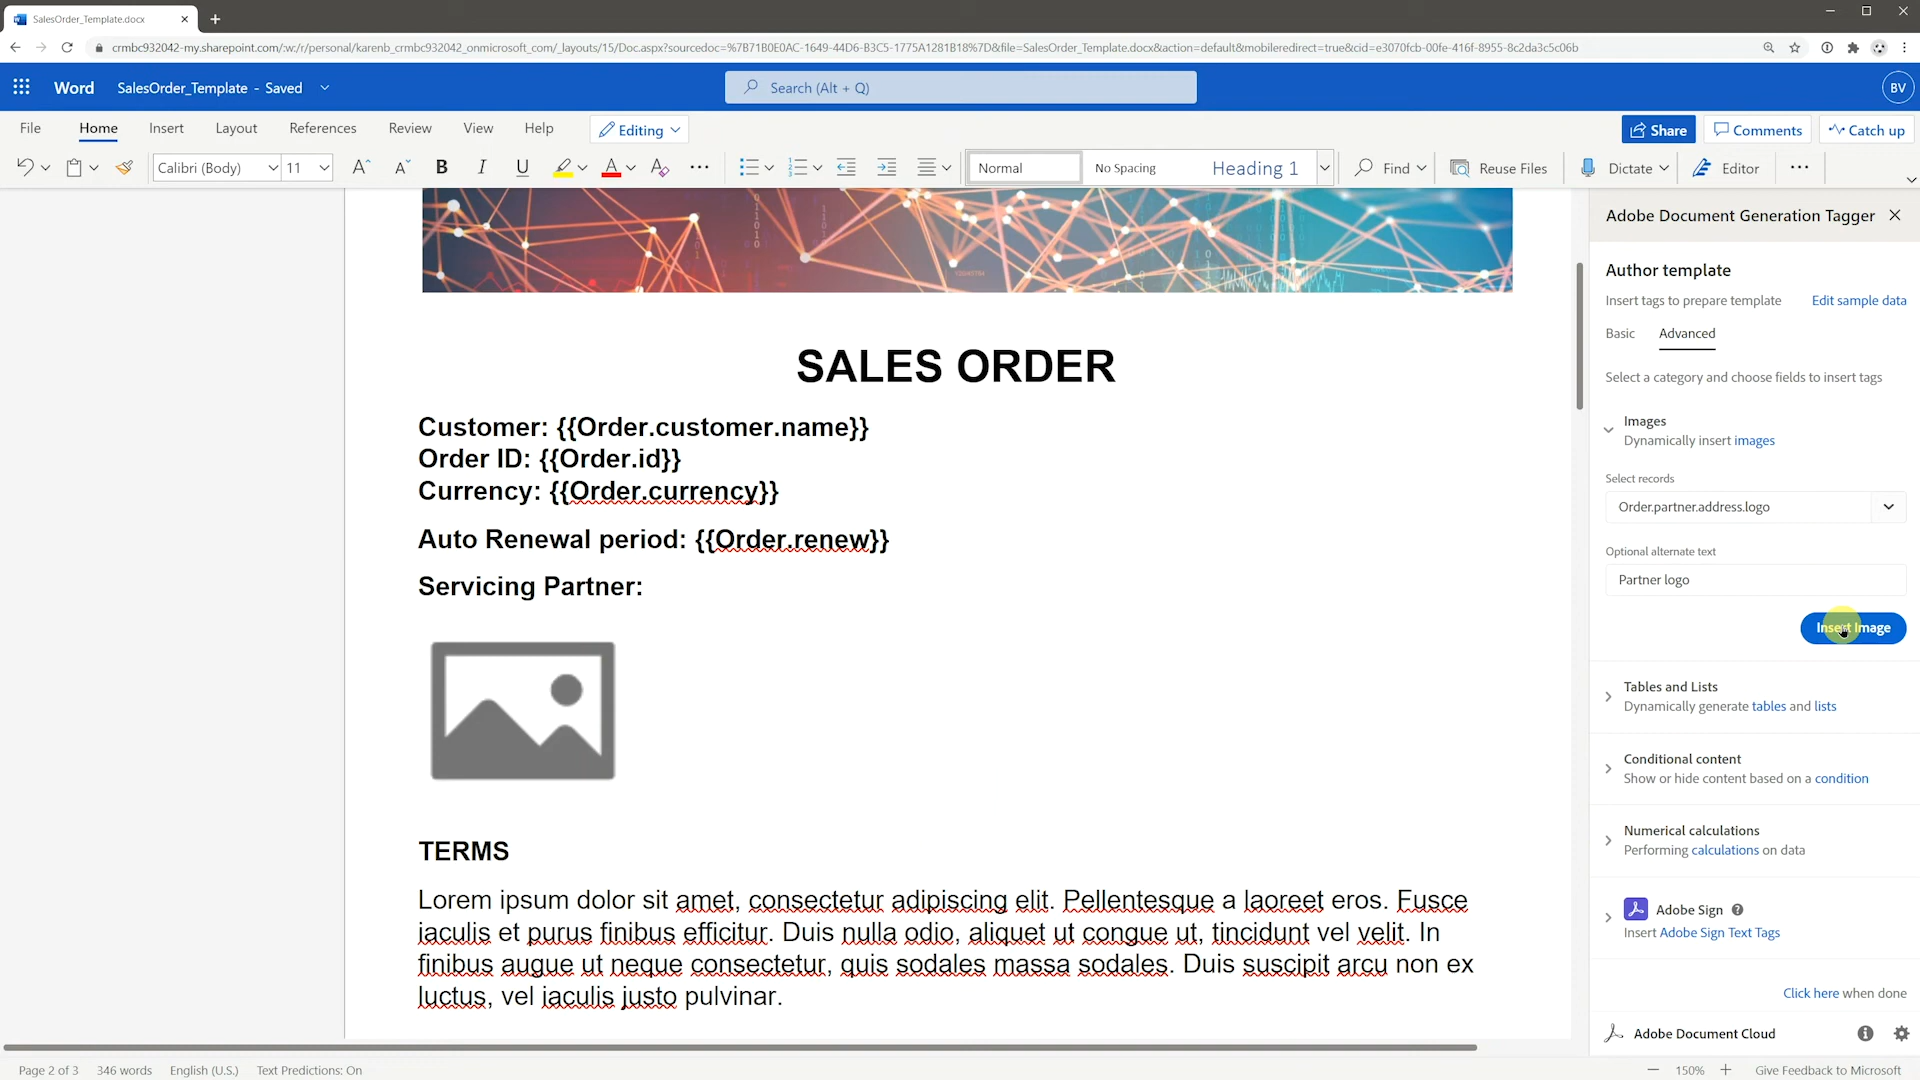 SalesOrder_Template.docx
crmbc932042-my.sharepoint.com/:w:/r/personal/karenb_crmbc932042_onmicrosoft_com/_layouts/15/Doc.aspx?sourcedoc=%7B71B0E0AC-1649-44D6-B3C5-1775A1281B18%7D&file=SalesOrder_Template.docx&action=default&mobileredirect=true&cid=e3070fcb-00fe-416f-8955-8c2da3c5c06b
Word SalesOrder_Template - Saved Search (Alt + Q) BV
File Home Insert Layout References Review View Help Editing Share Comments Catch up
Calibri (Body) 11 Normal No Spacing Heading 1 Find Reuse Files Dictate Editor
SALES ORDER
Customer: {{Order.customer.name}}
Order ID: {{Order.id}}
Currency: {{Order.currency}}
Auto Renewal period: {{Order.renew}}
Servicing Partner:
TERMS
Lorem ipsum dolor sit amet, consectetur adipiscing elit. Pellentesque a laoreet eros. Fusce
iaculis et purus finibus efficitur. Duis nulla odio, aliquet ut congue ut, tincidunt vel velit. In
finibus augue ut neque consectetur, quis sodales massa sodales. Duis suscipit arcu non ex
luctus, vel iaculis justo pulvinar.
Adobe Document Generation Tagger
Author template
Insert tags to prepare template Edit sample data
Basic Advanced
Select a category and choose fields to insert tags
Images
Dynamically insert images
Select records
Order.partner.address.logo
Optional alternate text
Partner logo
Insert Image
Tables and Lists
Dynamically generate tables and lists
Conditional content
Show or hide content based on a condition
Numerical calculations
Performing calculations on data
Adobe Sign
Insert Adobe Sign Text Tags
Click here when done
Adobe Document Cloud
Page 2 of 3 346 words English (U.S.) Text Predictions: On 150% Give Feedback to Microsoft